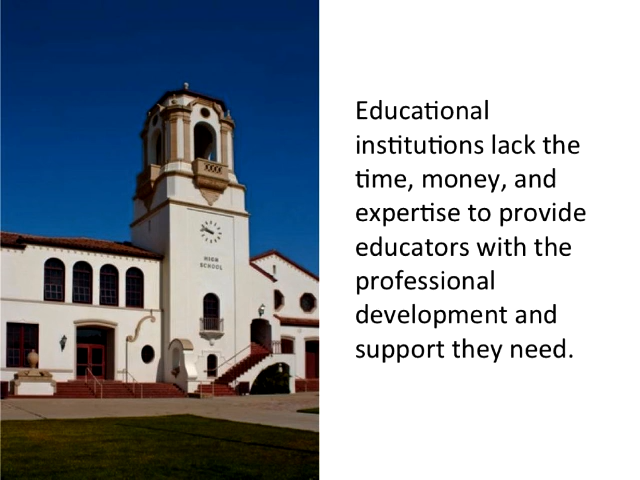 HIGH
SCHOOL
Educational
institutions lack the
time, money, and
expertise to provide
educators with the
professional
development and
support they need.